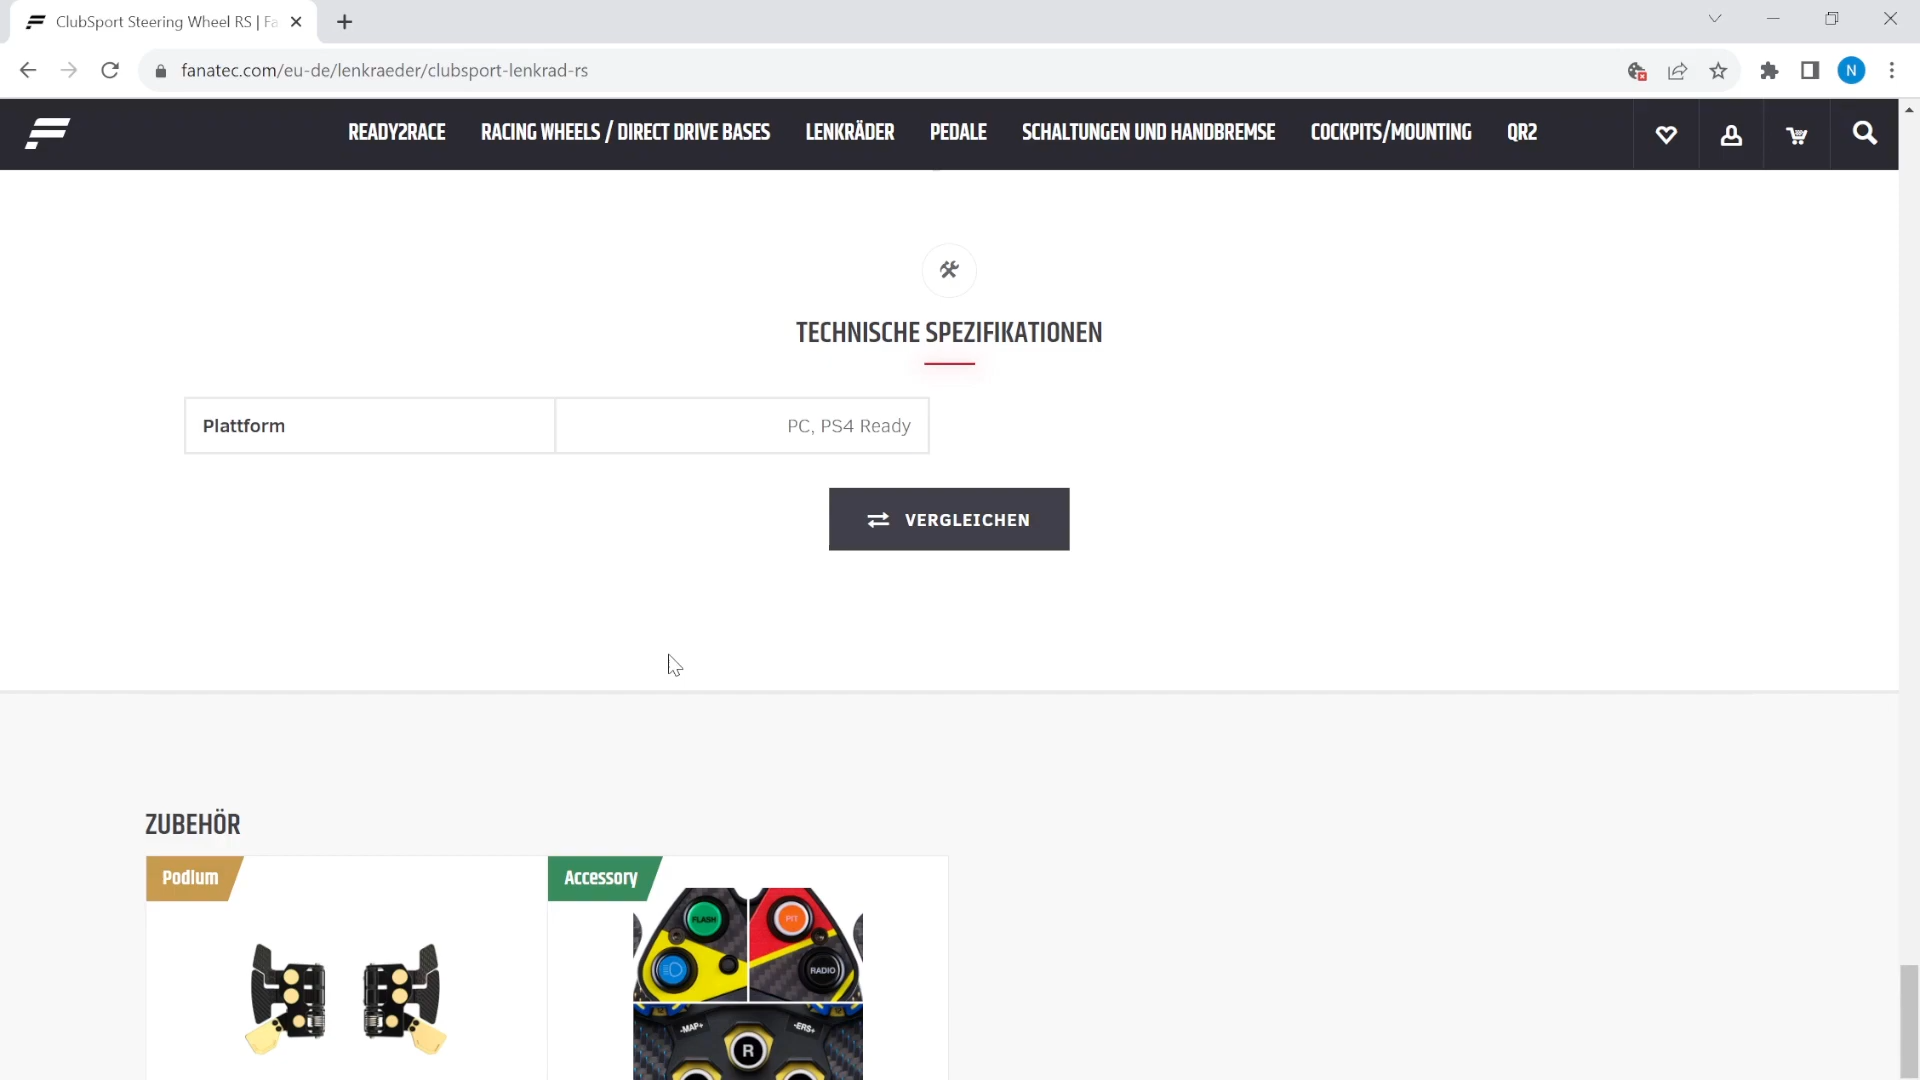 ClubSport Steering Wheel RS | Fa
fanatec.com/eu-de/lenkraeder/clubsport-lenkrad-rs
N
READY2RACE RACING WHEELS / DIRECT DRIVE BASES LENKRÄDER PEDALE SCHALTUNGEN UND HANDBREMSE COCKPITS/MOUNTING QR2
TECHNISCHE SPEZIFIKATIONEN
Plattform PC, PS4 Ready
VERGLEICHEN
ZUBEHÖR
Podium Accessory
FLASH PIT
RADIO
-MAP+ -ERS+
R